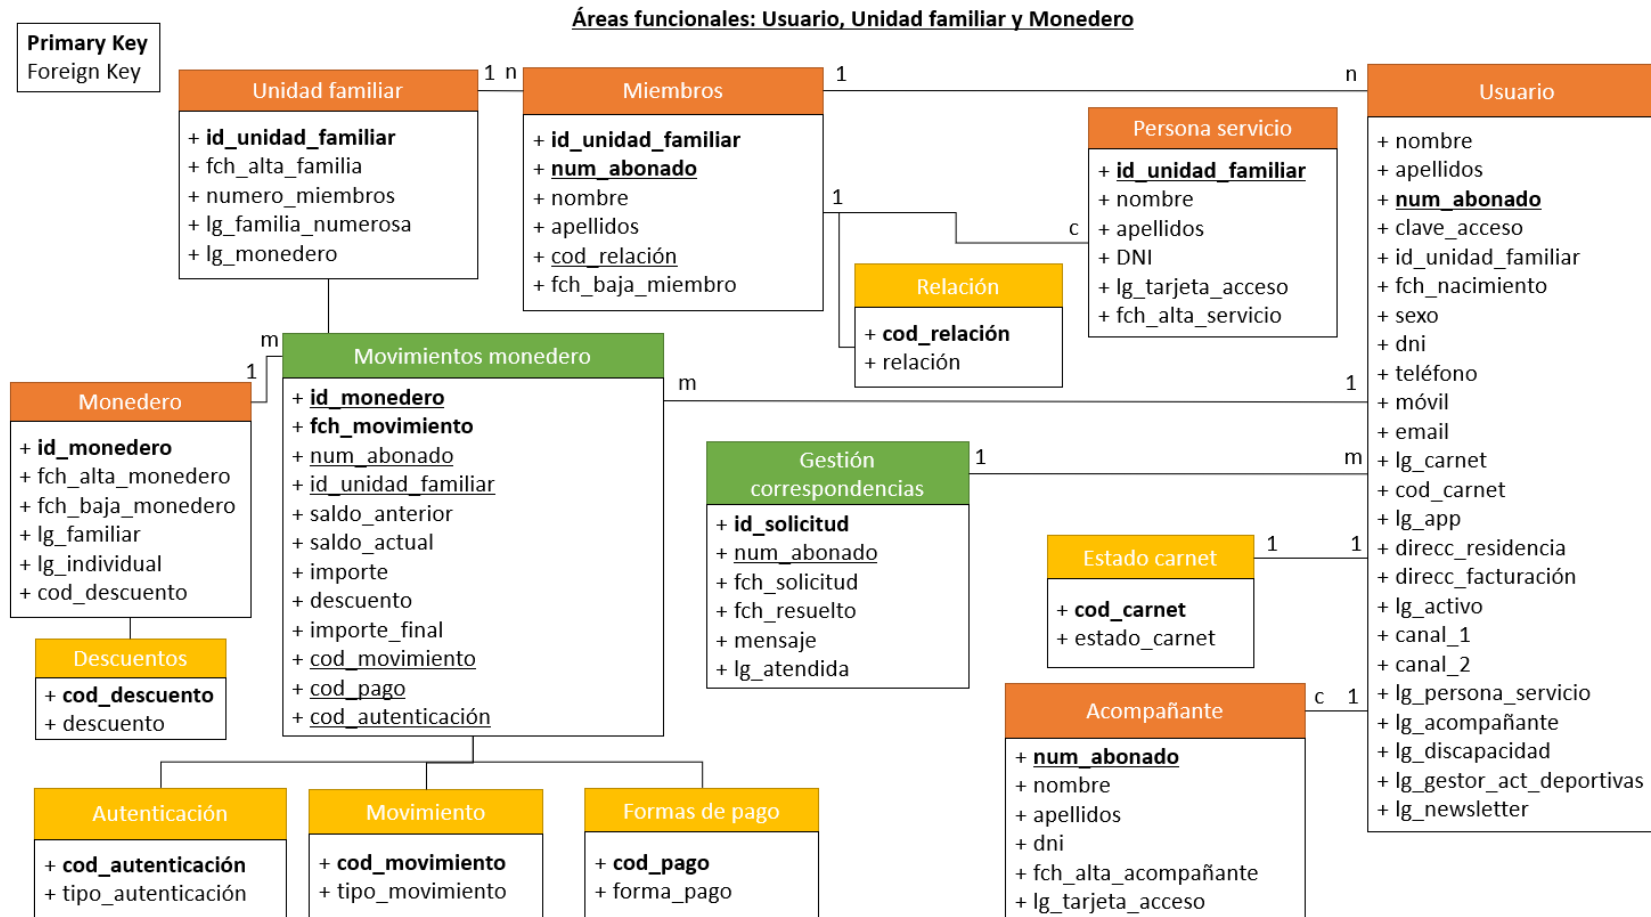 Áreas funcionales: Usuario, Unidad familiar y Monedero
Primary Key
Foreign Key
Unidad familiar
+ id_unidad_familiar
+ fch_alta_familia
+ numero_miembros
+ lg_familia_numerosa
+ lg_monedero
1 n
Miembros
+ id_unidad_familiar
+ num_abonado
+ nombre
+ apellidos
+ cod_relación
+ fch_baja_miembro
1
n
1
c
Persona servicio
+ id_unidad_familiar
+ nombre
+ apellidos
+ DNI
+ lg_tarjeta_acceso
+ fch_alta_servicio
Relación
+ cod_relación
+ relación
Usuario
+ nombre
+ apellidos
+ num_abonado
+ clave_acceso
+ id_unidad_familiar
+ fch_nacimiento
+ sexo
+ dni
+ teléfono
+ móvil
+ email
+ lg_carnet
+ cod_carnet
+ lg_app
+ direcc_residencia
+ direcc_facturación
+ lg_activo
+ canal_1
+ canal_2
+ lg_persona_servicio
+ lg_acompañante
+ lg_discapacidad
+ lg_gestor_act_deportivas
+ lg_newsletter
m
1
Monedero
+ id_monedero
+ fch_alta_monedero
+ fch_baja_monedero
+ lg_familiar
+ lg_individual
+ cod_descuento
Movimientos monedero
+ id_monedero
+ fch_movimiento
+ num_abonado
+ id_unidad_familiar
+ saldo_anterior
+ saldo_actual
+ importe
+ descuento
+ importe_final
+ cod_movimiento
+ cod_pago
+ cod_autenticación
m
1
Gestión
correspondencias
+ id_solicitud
+ num_abonado
+ fch_solicitud
+ fch_resuelto
+ mensaje
+ lg_atendida
1
m
Estado carnet
+ cod_carnet
+ estado_carnet
1
1
Descuentos
+ cod_descuento
+ descuento
Acompañante
+ num_abonado
+ nombre
+ apellidos
+ dni
+ fch_alta_acompañante
+ lg_tarjeta_acceso
c 1
Autenticación
+ cod_autenticación
+ tipo_autenticación
Movimiento
+ cod_movimiento
+ tipo_movimiento
Formas de pago
+ cod_pago
+ forma_pago